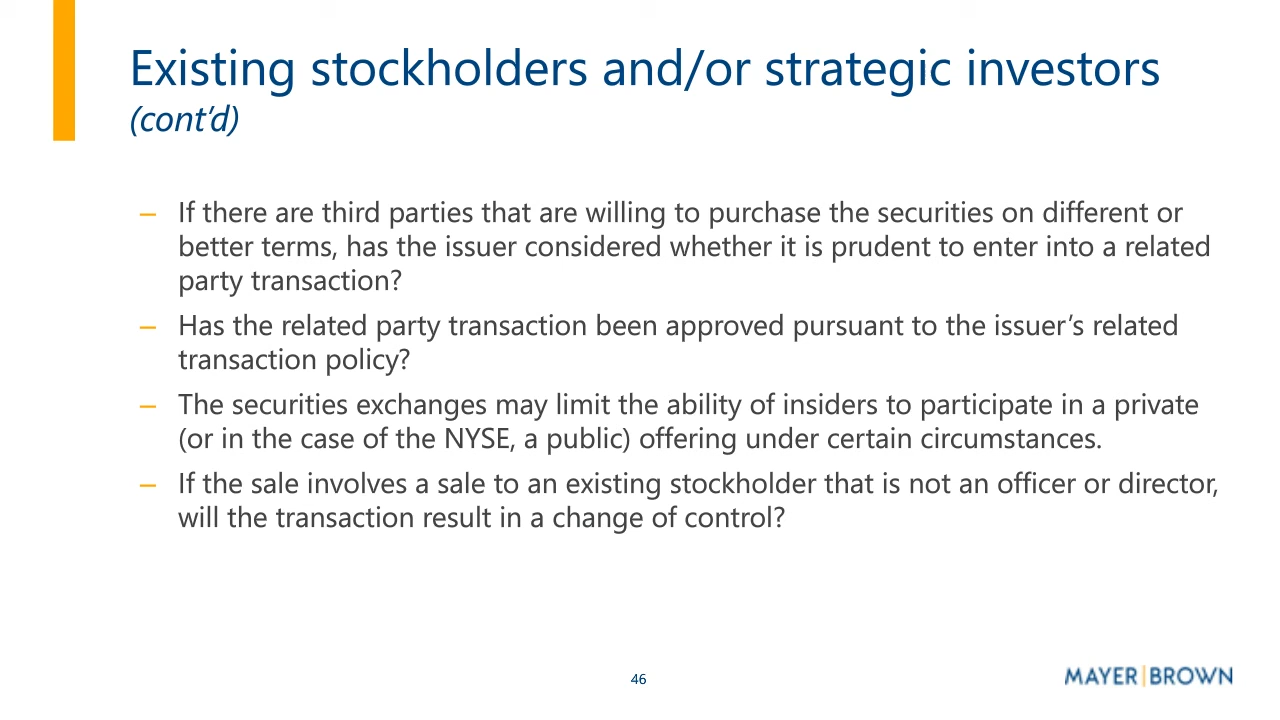 Existing stockholders and/or strategic investors
(cont’d)
– If there are third parties that are willing to purchase the securities on different or
better terms, has the issuer considered whether it is prudent to enter into a related
party transaction?
– Has the related party transaction been approved pursuant to the issuer’s related
transaction policy?
– The securities exchanges may limit the ability of insiders to participate in a private
(or in the case of the NYSE, a public) offering under certain circumstances.
– If the sale involves a sale to an existing stockholder that is not an officer or director,
will the transaction result in a change of control?
46
MAYER|BROWN